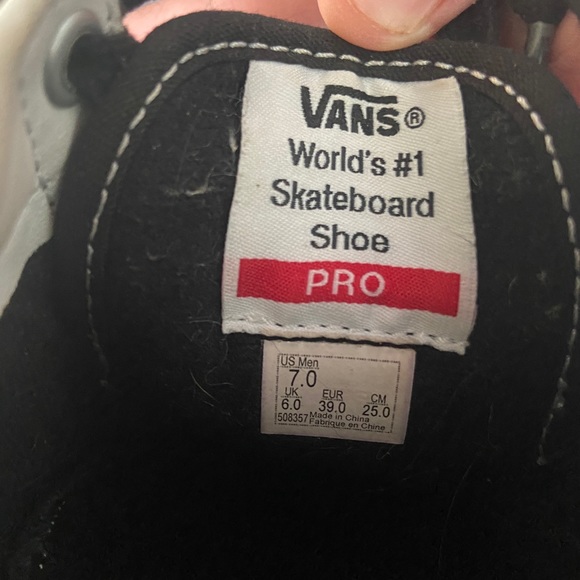 VANS®
World's #1
Skateboard
Shoe
PRO
US Men
7.0
UK EUR CM
6.0 39.0 25.0
508357 Made in China
Fabrique en Chine